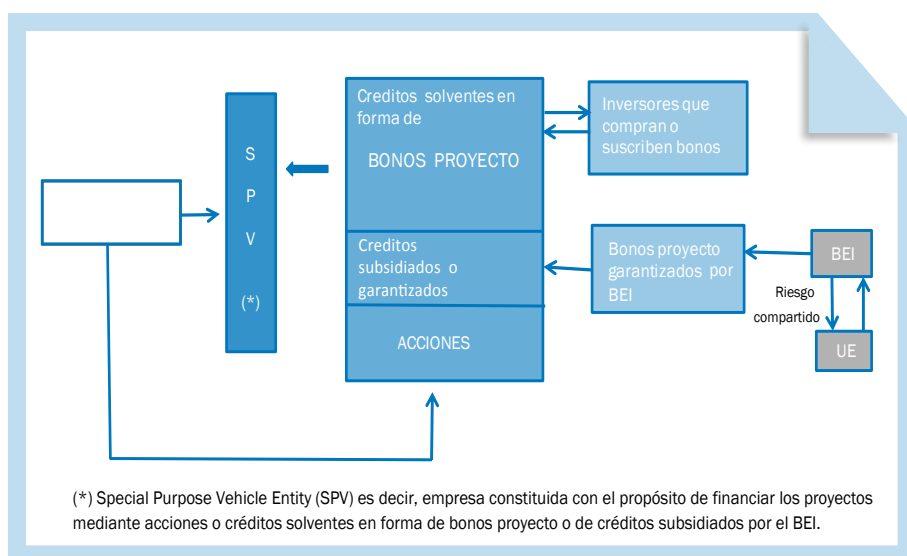 Creditos solventes en
forma de
BONOS PROYECTO
Inversores que
compran o
suscriben bonos
S
P
V
(*)
Creditos
subsidiados o
garantizados
Bonos proyecto
garantizados por
BEI
BEI
Riesgo
compartido
UE
ACCIONES
(*) Special Purpose Vehicle Entity (SPV) es decir, empresa constituida con el propósito de financiar los proyectos
mediante acciones o créditos solventes en forma de bonos proyecto o de créditos subsidiados por el BEI.